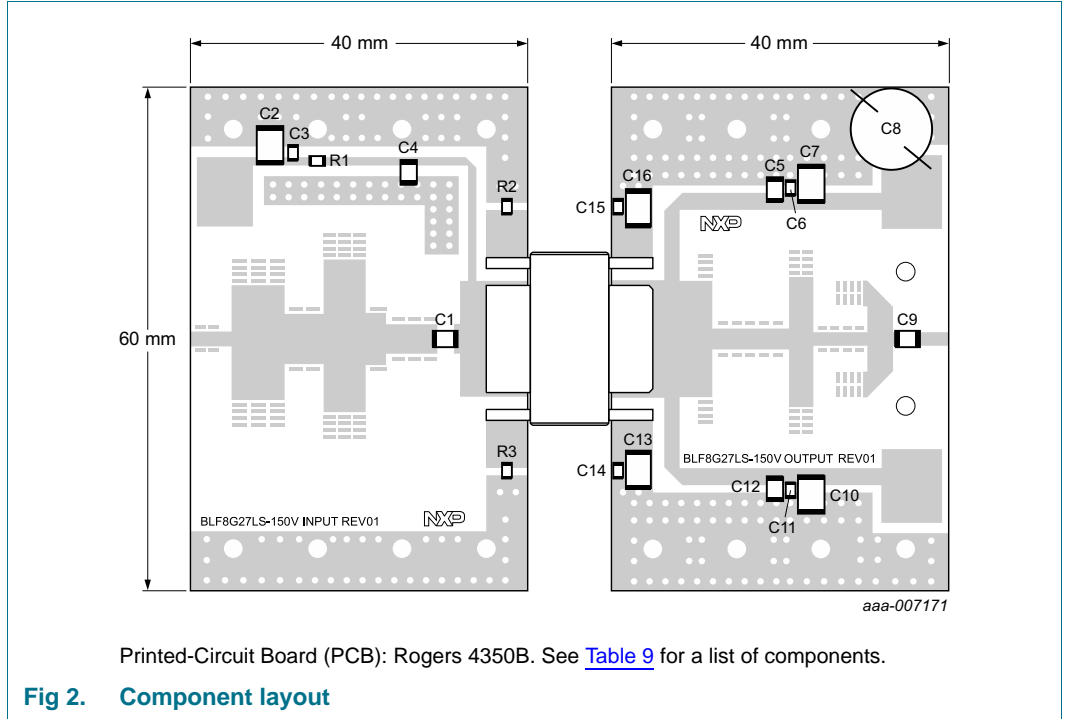 40 mm
40 mm
60 mm
C2
C3
R1
C4
R2
C1
R3
BLF8G27LS-150V INPUT REV01
NXP
C8
C7
C5
C6
C16
C15
NXP
C9
C13
C14
BLF8G27LS-150V OUTPUT REV01
C12
C11
C10
aaa-007171
Printed-Circuit Board (PCB): Rogers 4350B. See Table 9 for a list of components.
Fig 2. Component layout